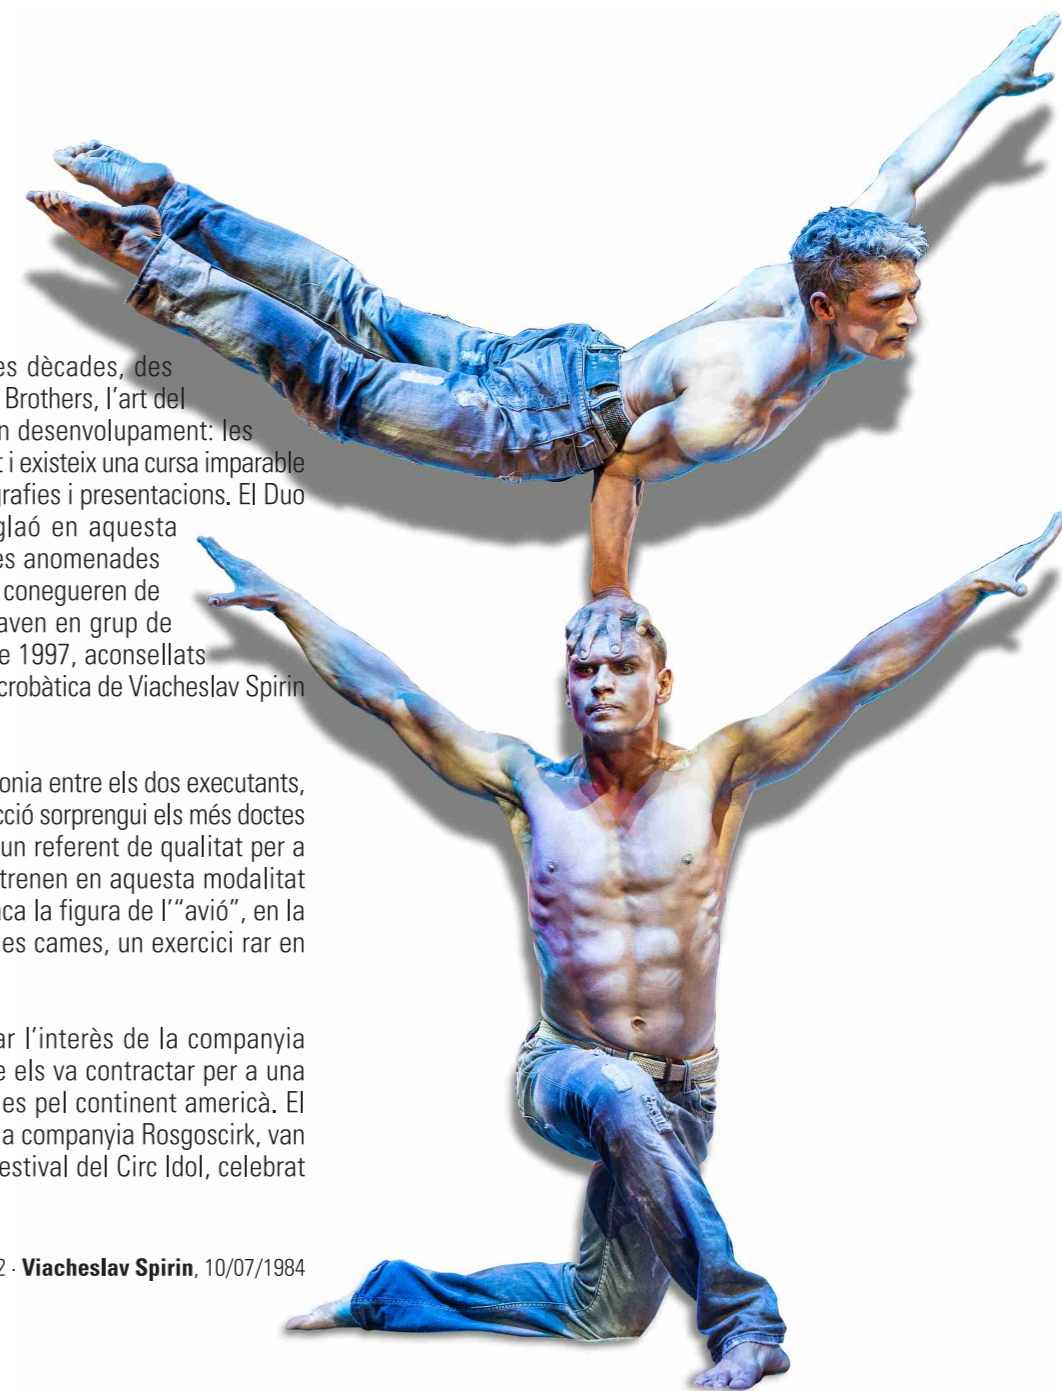 es dècades, des
Brothers, l'art del
n desenvolupament: les
t i existeix una cursa imparable
grafies i presentacions. El Duo
glaó en aquesta
es anomenades
conegueren de
aven en grup de
e 1997, aconsellats
crobàtica de Viacheslav Spirin
onia entre els dos executants,
cció sorprengui els més doctes
un referent de qualitat per a
trenen en aquesta modalitat
ca la figura de l'“avió”, en la
es cames, un exercici rar en
ar l'interès de la companyia
e els va contractar per a una
es pel continent americà. El
a companyia Rosgoscirk, van
estival del Circ Idol, celebrat
2 · Viacheslav Spirin, 10/07/1984